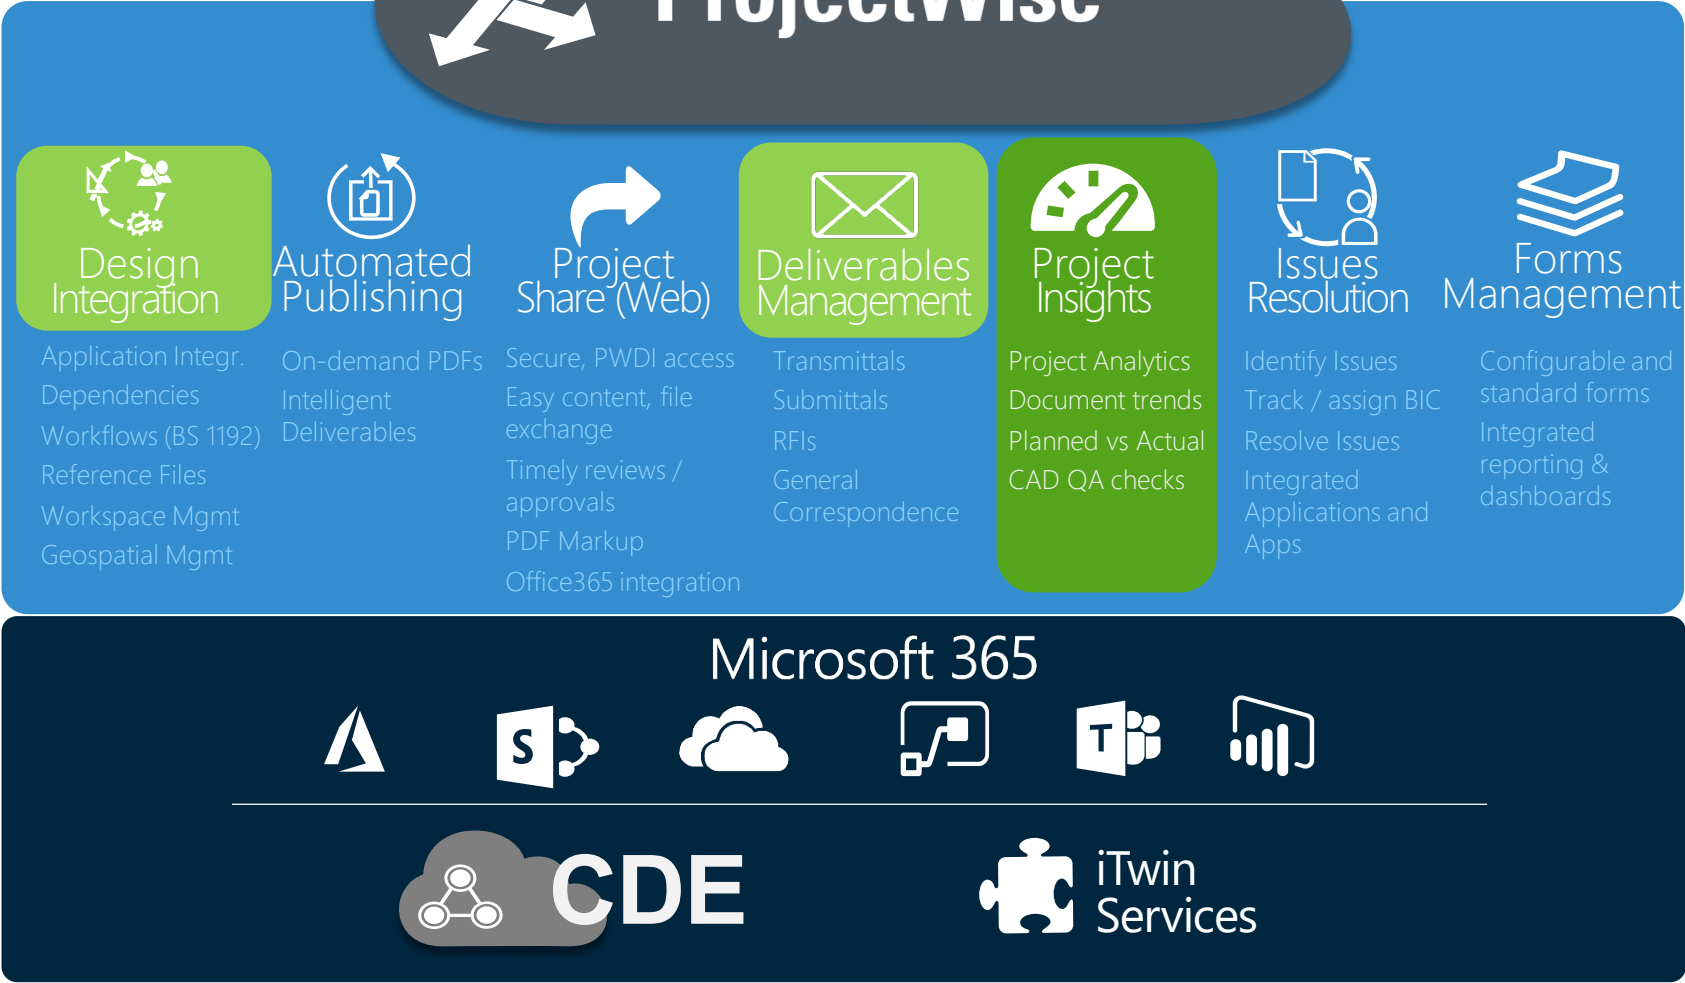 ProjectWise
Design
Integration
Application Integr.
Dependencies
Workflows (BS 1192)
Reference Files
Workspace Mgmt
Geospatial Mgmt
Automated
Publishing
On-demand PDFs
Intelligent
Deliverables
Project
Share (Web)
Secure, PWDI access
Easy content, file
exchange
Timely reviews /
approvals
PDF Markup
Office365 integration
Deliverables
Management
Transmittals
Submittals
RFIs
General
Correspondence
Project
Insights
Project Analytics
Document trends
Planned vs Actual
CAD QA checks
Issues
Resolution
Identify Issues
Track / assign BIC
Resolve Issues
Integrated
Applications and
Apps
Forms
Management
Configurable and
standard forms
Integrated
reporting &
dashboards
Microsoft 365
S
T
CDE
iTwin
Services